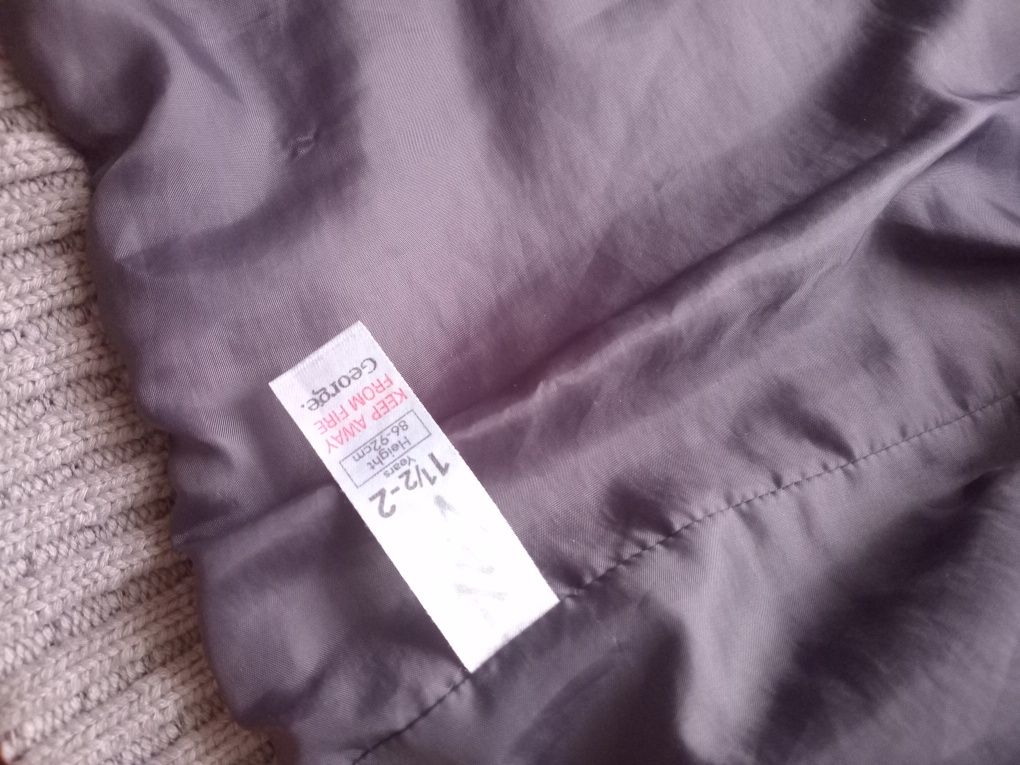 George.
KEEP AWAY
FROM FIRE
Height
86-92cm
Years
1½-2